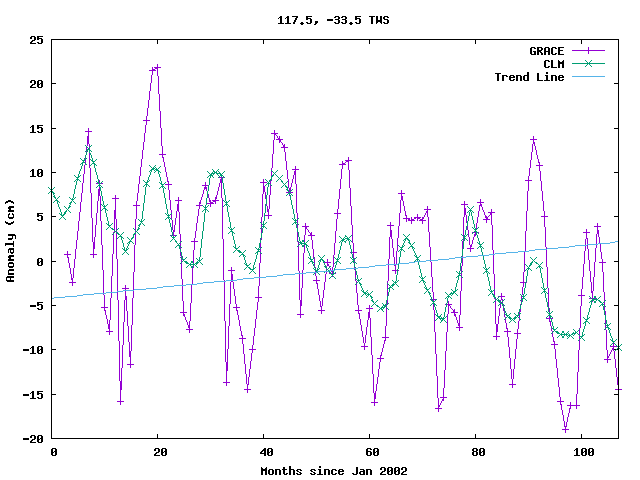 117.5, -33.5 TWS
GRACE
CLM
Trend Line
25
20
15
10
5
0
-5
-10
-15
-20
Anomaly (cm)
0 20 40 60 80 100
Months since Jan 2002